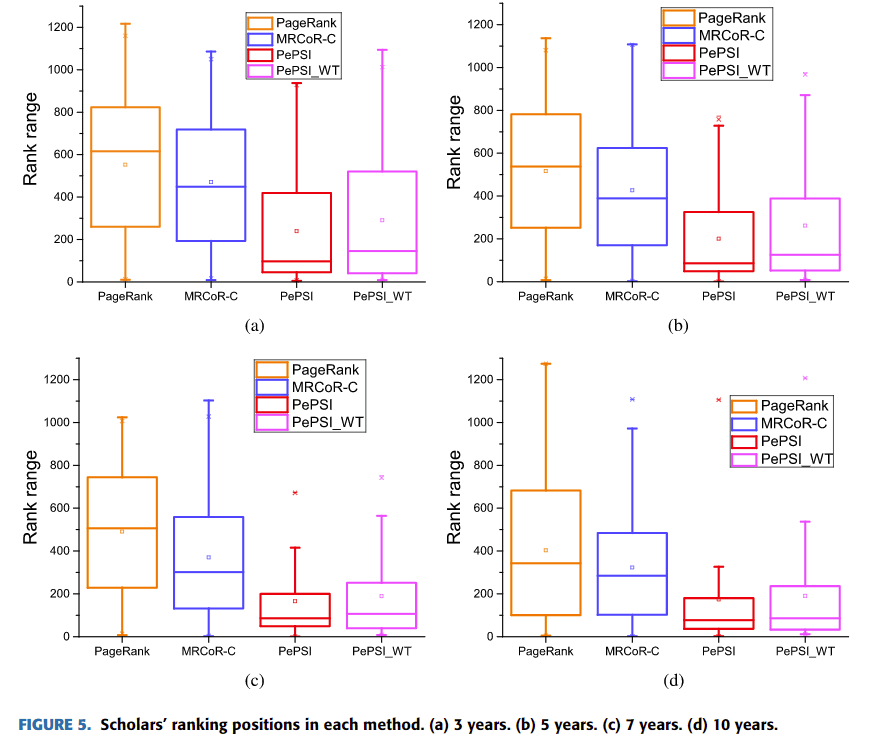 PageRank
MRCoR-C
PePSI
PePSI_WT
Rank range
1200
1000
800
600
400
200
0
PageRank MRCoR-C PePSI PePSI_WT
(a)
PageRank
MRCoR-C
PePSI
PePSI_WT
Rank range
1200
1000
800
600
400
200
0
PageRank MRCoR-C PePSI PePSI_WT
(b)
PageRank
MRCoR-C
PePSI
PePSI_WT
Rank range
1200
1000
800
600
400
200
0
PageRank MRCoR-C PePSI PePSI_WT
(c)
PageRank
MRCoR-C
PePSI
PePSI_WT
Rank range
1200
1000
800
600
400
200
0
PageRank MRCoR-C PePSI PePSI_WT
(d)
FIGURE 5. Scholars' ranking positions in each method. (a) 3 years. (b) 5 years. (c) 7 years. (d) 10 years.